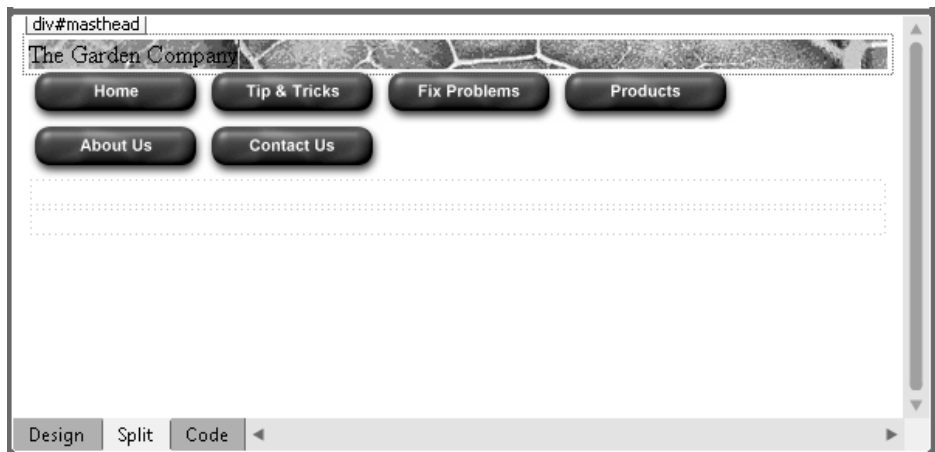 div#masthead
The Garden Company
Home Tip & Tricks Fix Problems Products
About Us Contact Us
Design Split Code